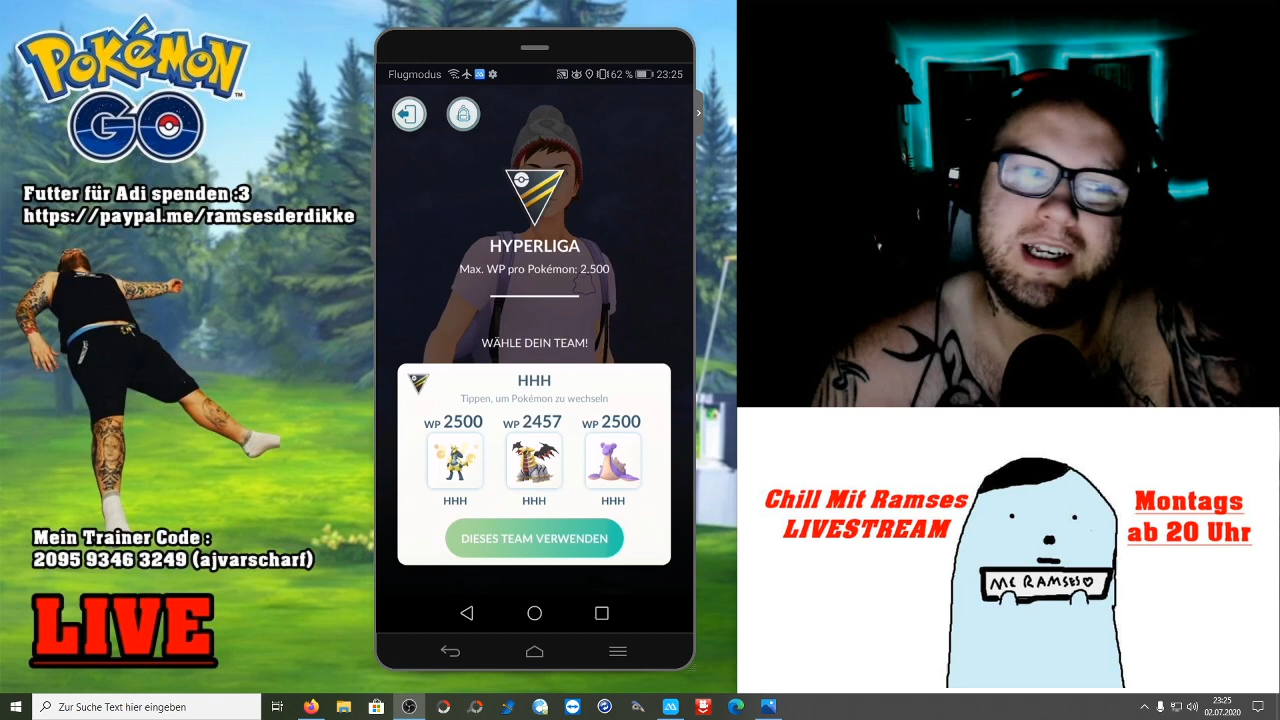 POKéMON
GO
TM
Futter für Adi spenden :3
https://paypal.me/ramsesderdikke
Mein Trainer Code :
2095 9346 3249 (ajvarscharf)
LIVE
Flugmodus
62 %
23:25
HYPERLIGA
Max. WP pro Pokémon: 2.500
WÄHLE DEIN TEAM!
HHH
Tippen, um Pokémon zu wechseln
WP 2500 WP 2457 WP 2500
HHH HHH HHH
DIESES TEAM VERWENDEN
Chill Mit Ramses
LIVESTREAM
Montags
ab 20 Uhr
MC RAMSES♡
Zur Suche Text hier eingeben
23:25
02.07.2020